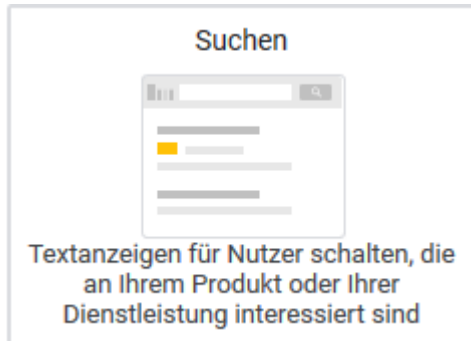 Suchen
Textanzeigen für Nutzer schalten, die
an Ihrem Produkt oder Ihrer
Dienstleistung interessiert sind